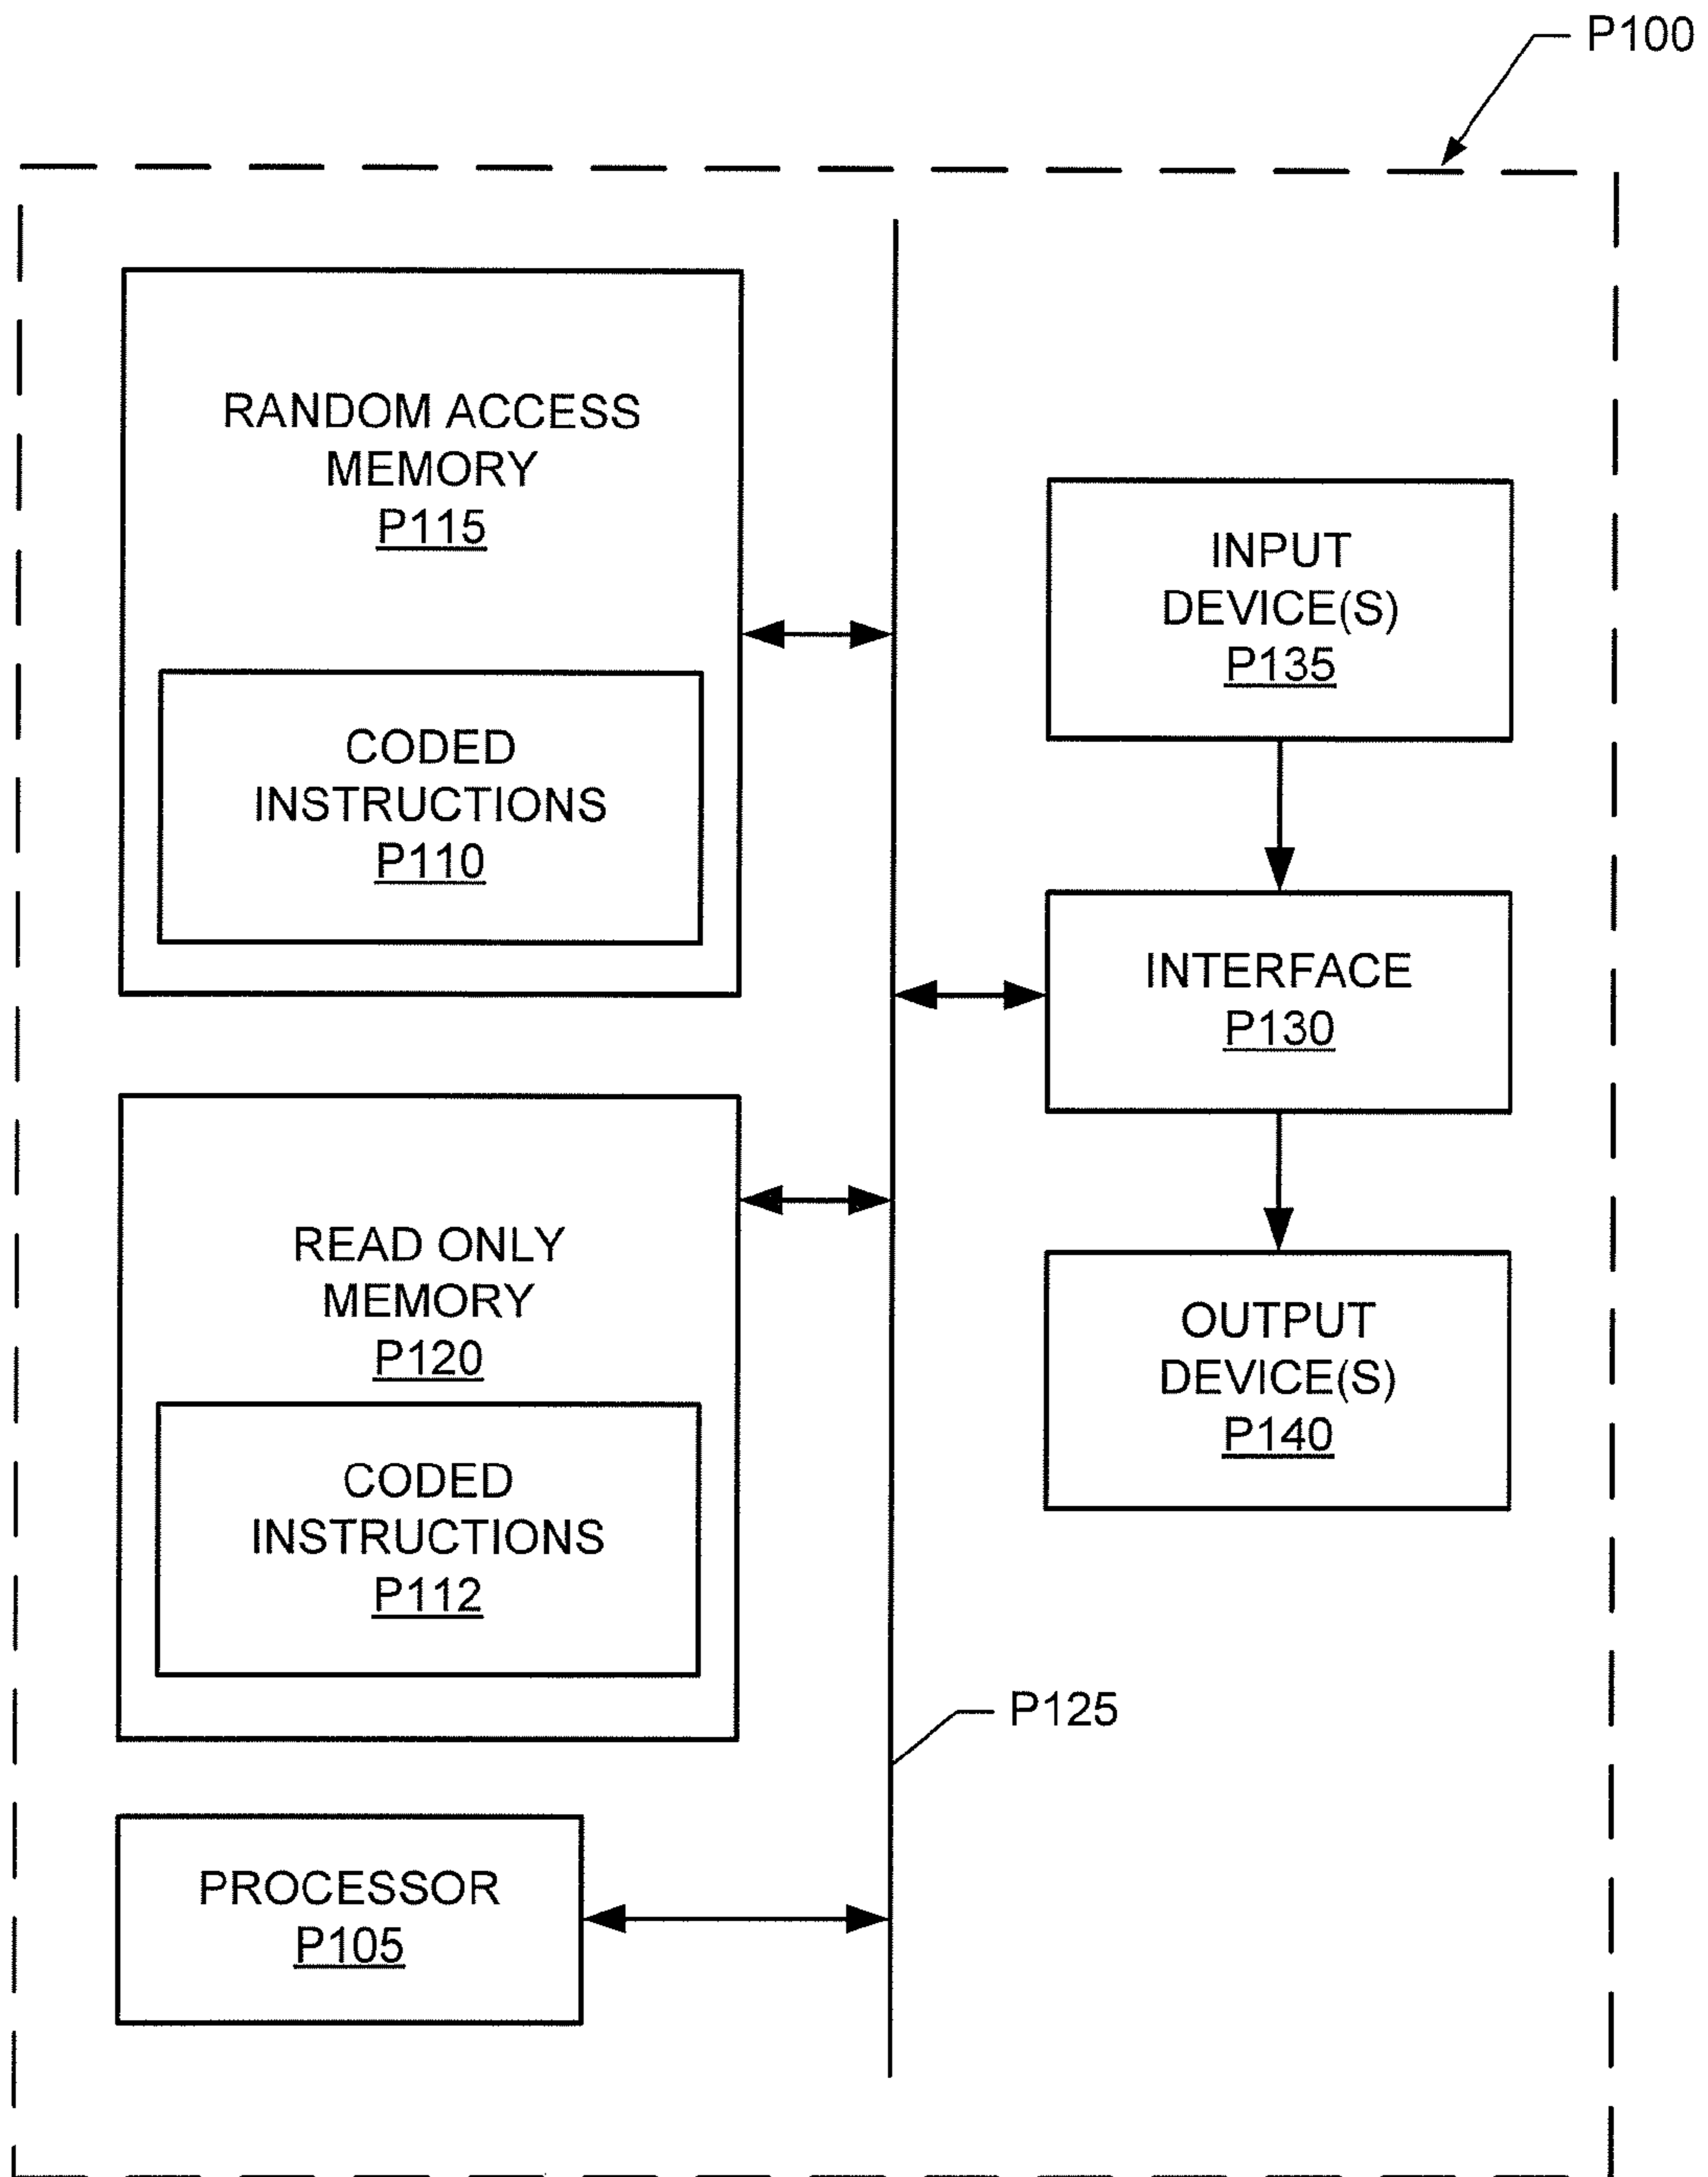 P100
RANDOM ACCESS
MEMORY
P115
CODED
INSTRUCTIONS
P110
READ ONLY
MEMORY
P120
CODED
INSTRUCTIONS
P112
PROCESSOR
P105
INPUT
DEVICE(S)
P135
INTERFACE
P130
OUTPUT
DEVICE(S)
P140
P125